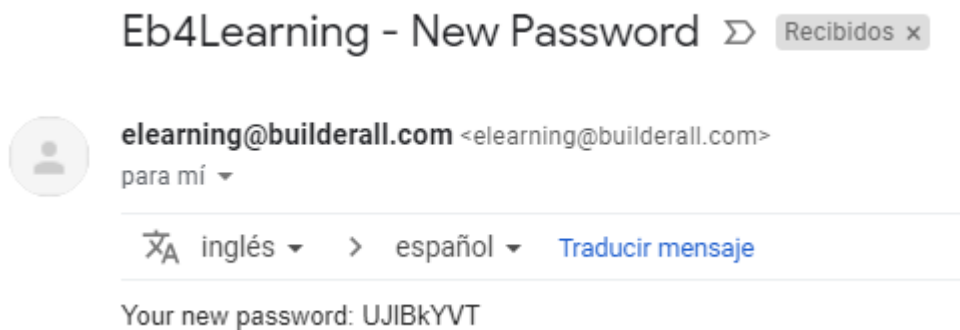 Eb4Learning - New Password Recibidos x
elearning@builderall.com <elearning@builderall.com>
para mí
inglés > español Traducir mensaje
Your new password: UJIBkYVT